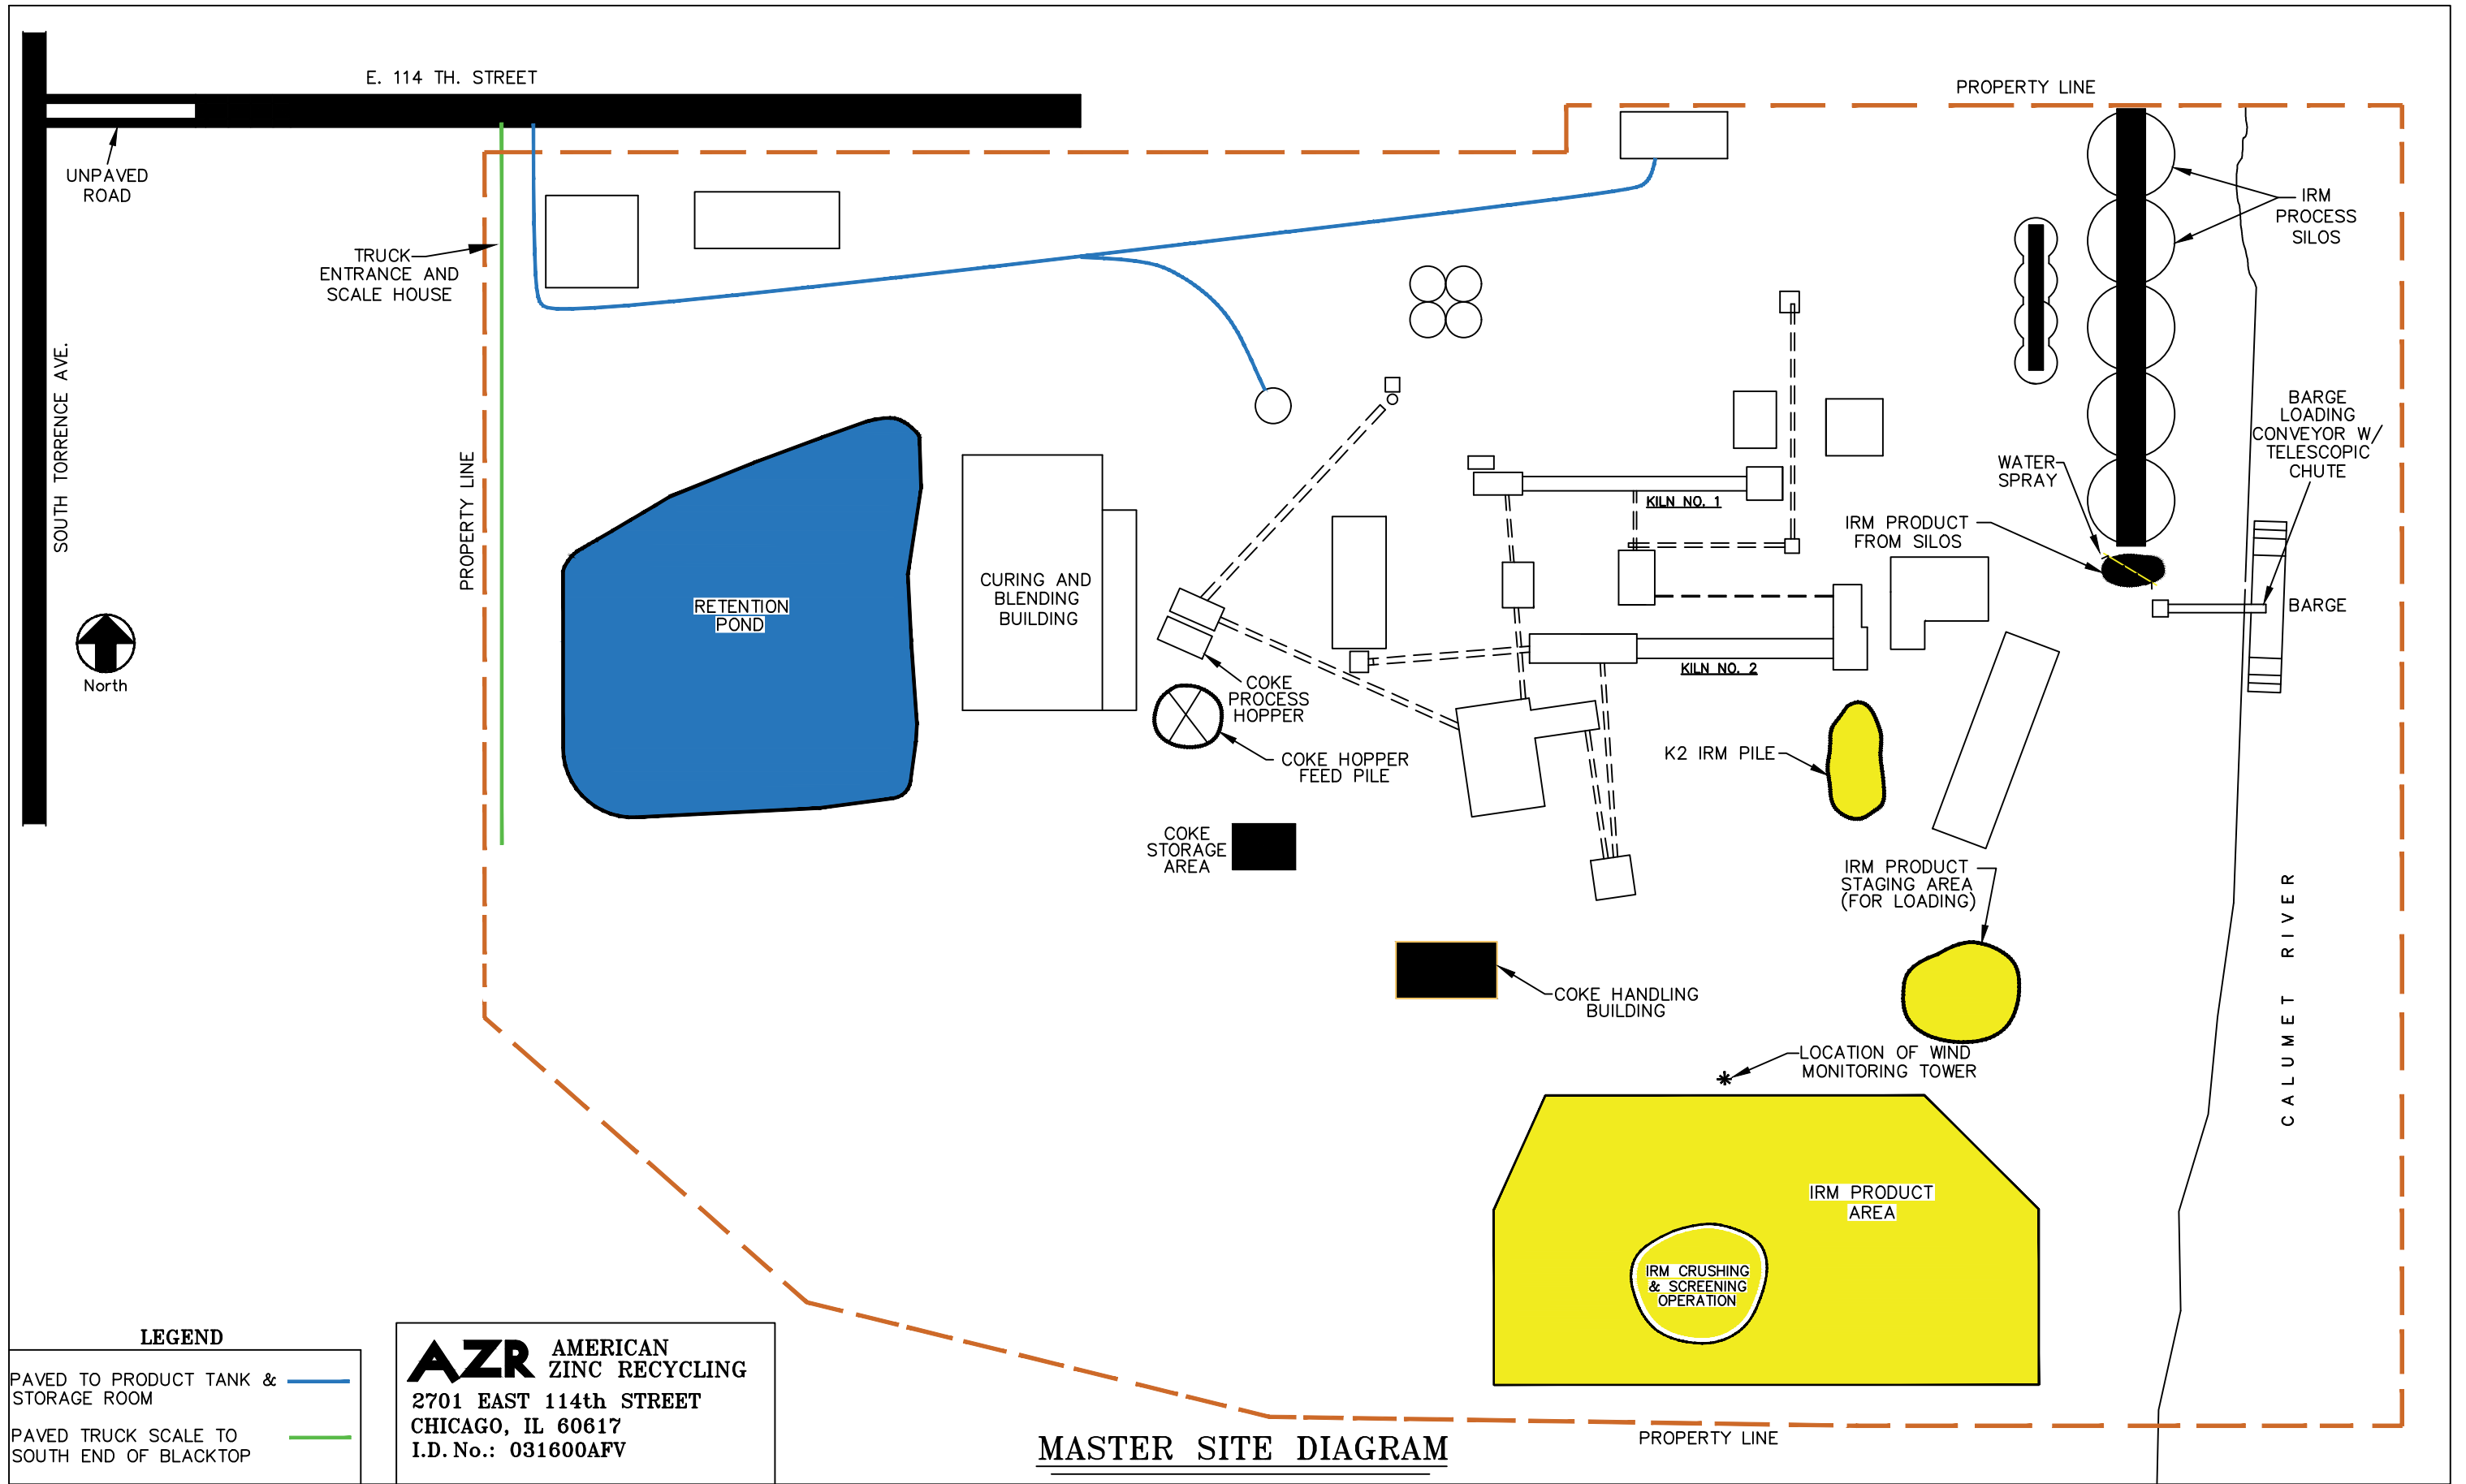 E. 114 TH. STREET
PROPERTY LINE
UNPAVED
ROAD
TRUCK
ENTRANCE AND
SCALE HOUSE
IRM
PROCESS
SILOS
SOUTH TORRENCE AVE.
PROPERTY LINE
BARGE
LOADING
CONVEYOR W/
TELESCOPIC
CHUTE
WATER
SPRAY
KILN NO. 1
IRM PRODUCT
FROM SILOS
CURING AND
BLENDING
BUILDING
RETENTION
POND
BARGE
North
KILN NO. 2
COKE
PROCESS
HOPPER
COKE HOPPER
FEED PILE
K2 IRM PILE
COKE
STORAGE
AREA
IRM PRODUCT
STAGING AREA
(FOR LOADING)
CALUMET RIVER
COKE HANDLING
BUILDING
LOCATION OF WIND
MONITORING TOWER
IRM PRODUCT
AREA
IRM CRUSHING
& SCREENING
OPERATION
LEGEND
PAVED TO PRODUCT TANK &
STORAGE ROOM
PAVED TRUCK SCALE TO
SOUTH END OF BLACKTOP
AZR
AMERICAN
ZINC RECYCLING
2701 EAST 114th STREET
CHICAGO, IL 60617
I.D. No.: 031600AFV
MASTER SITE DIAGRAM
PROPERTY LINE